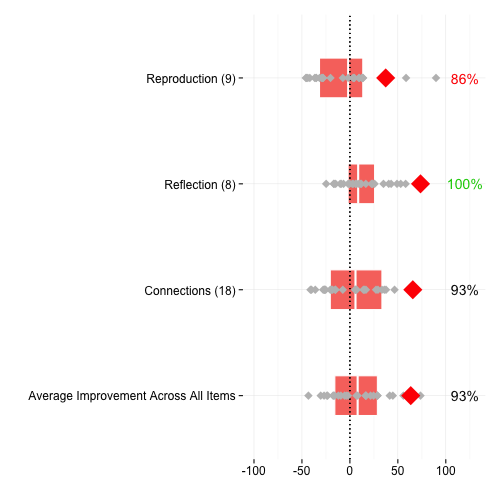 Reproduction (9)
86%
Reflection (8)
100%
Connections (18)
93%
Average Improvement Across All Items
93%
-100
-50
0
50
100